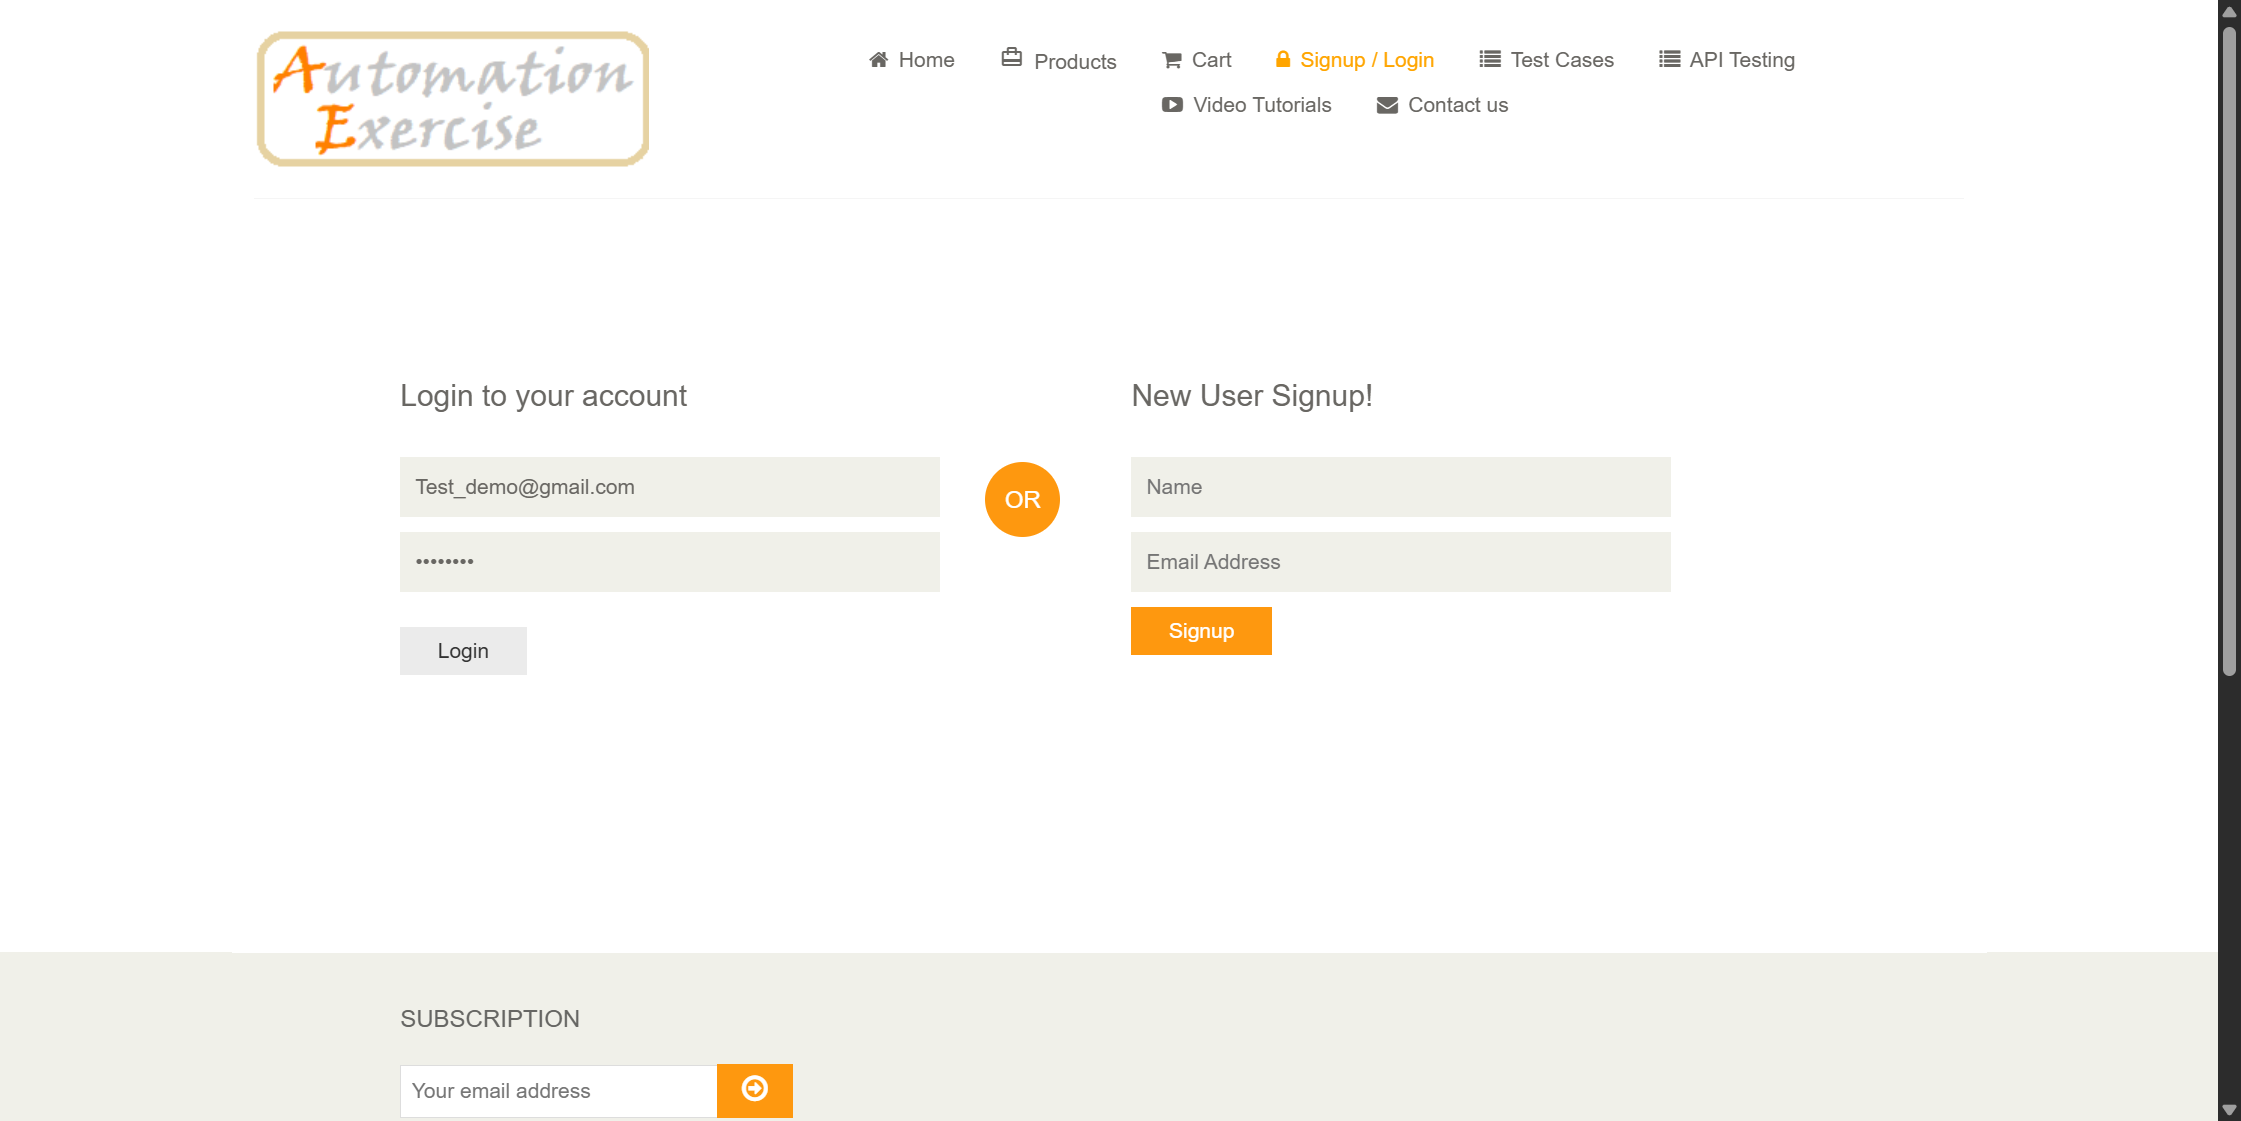 Automation
Exercise
Home Products Cart Signup / Login Test Cases API Testing
Video Tutorials Contact us
Login to your account
Test_demo@gmail.com
••••••••
Login
OR
New User Signup!
Name
Email Address
Signup
SUBSCRIPTION
Your email address